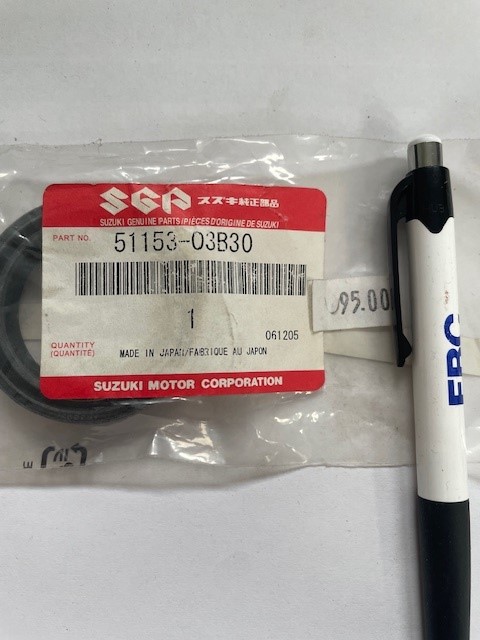 SGP スズキ純正部品
SUZUKI GENUINE PARTS (PIÈCES D'ORIGINE DE SUZUKI)
PART NO. 51153-03B30
1
061205
QUANTITY
(QUANTITÉ)
MADE IN JAPAN/FABRIQUE AU JAPON
SUZUKI MOTOR CORPORATION
95.00
EBC